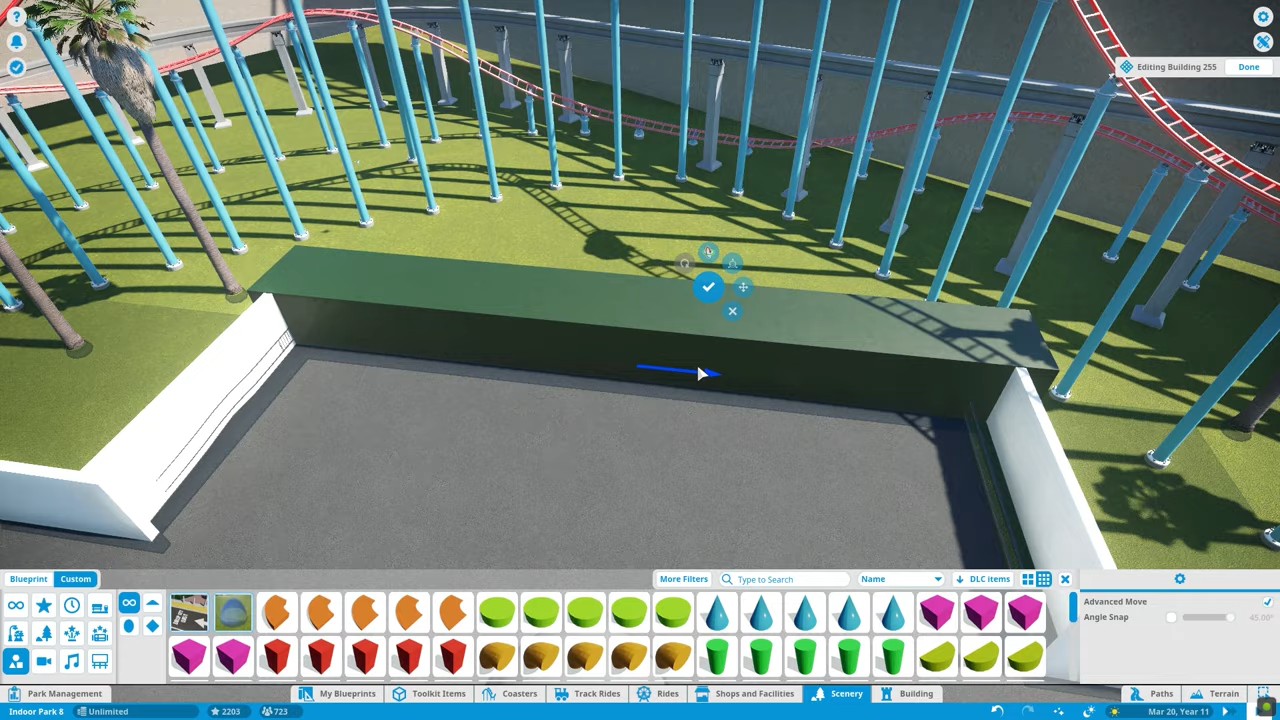 Editing Building 255
Done
Blueprint
Custom
More Filters
Type to Search
Name
DLC items
Advanced Move
Angle Snap
45.00°
Park Management
My Blueprints
Toolkit Items
Coasters
Track Rides
Rides
Shops and Facilities
Scenery
Building
Paths
Terrain
Indoor Park 8
Unlimited
2203
723
Mar 20, Year 11